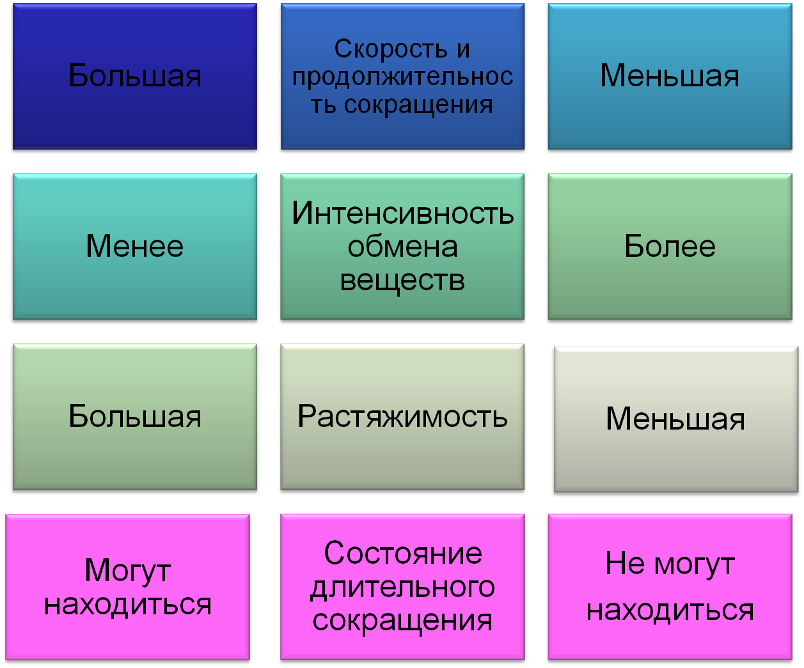 Большая
Скорость и
продолжительнос
ть сокращения
Меньшая
Менее
Интенсивность
обмена
веществ
Более
Большая
Растяжимость
Меньшая
Могут
находиться
Состояние
длительного
сокращения
Не могут
находиться